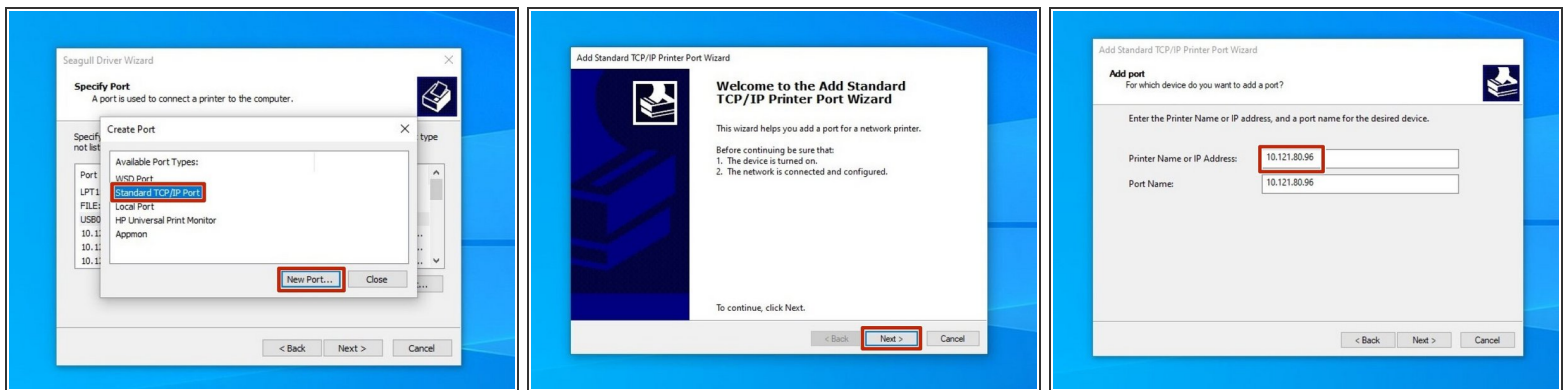 Seagull Driver Wizard
Specify Port
A port is used to connect a printer to the computer.
Specify type
not list
Create Port
Available Port Types:
WSD Port
Standard TCP/IP Port
Local Port
HP Universal Print Monitor
Appmon
New Port...
Close
Port
LPT1
FILE:
USB0
10.1
10.1
10.1
< Back
Next >
Cancel
Add Standard TCP/IP Printer Port Wizard
Welcome to the Add Standard
TCP/IP Printer Port Wizard
This wizard helps you add a port for a network printer.
Before continuing be sure that:
1. The device is turned on.
2. The network is connected and configured.
To continue, click Next.
< Back
Next >
Cancel
Add Standard TCP/IP Printer Port Wizard
Add port
For which device do you want to add a port?
Enter the Printer Name or IP address, and a port name for the desired device.
Printer Name or IP Address: 10.121.80.96
Port Name: 10.121.80.96
< Back
Next >
Cancel